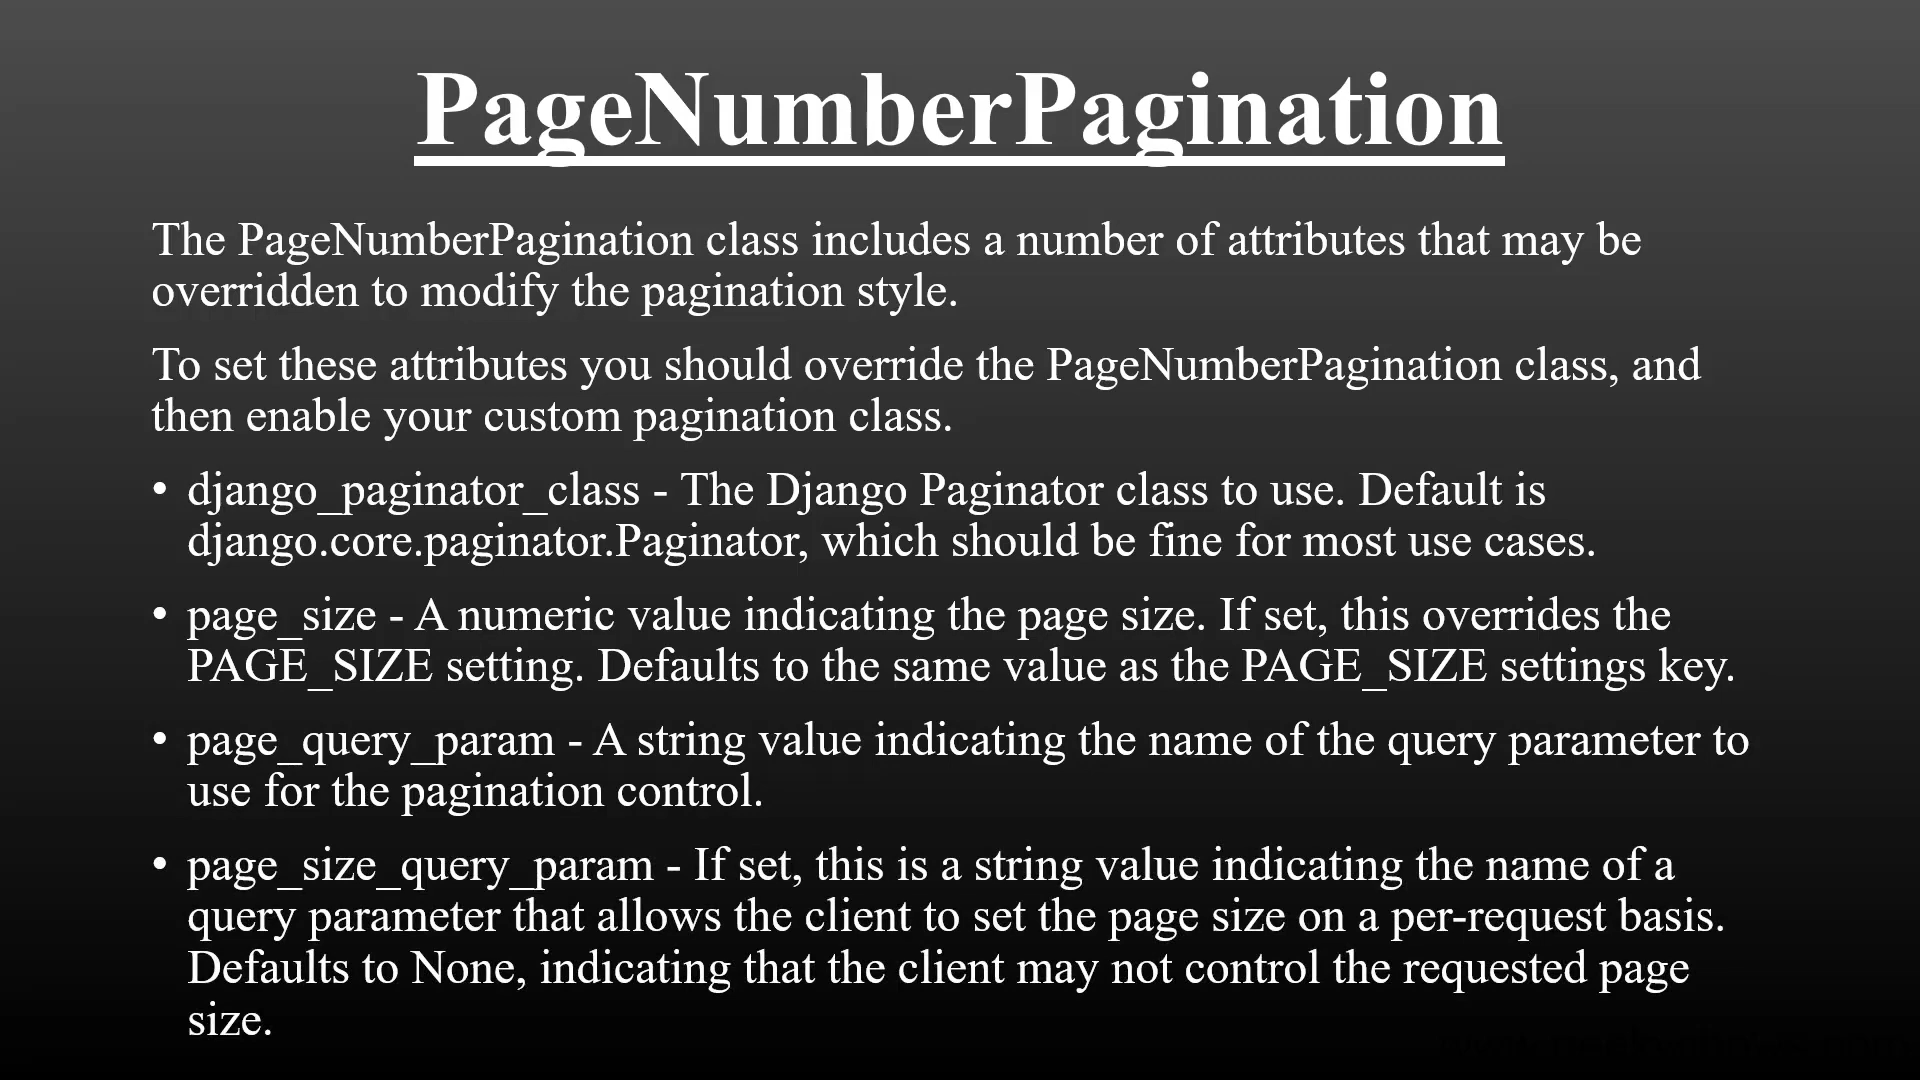 PageNumberPagination
The PageNumberPagination class includes a number of attributes that may be
overridden to modify the pagination style.
To set these attributes you should override the PageNumberPagination class, and
then enable your custom pagination class.
• django_paginator_class - The Django Paginator class to use. Default is
django.core.paginator.Paginator, which should be fine for most use cases.
• page_size - A numeric value indicating the page size. If set, this overrides the
PAGE_SIZE setting. Defaults to the same value as the PAGE_SIZE settings key.
• page_query_param - A string value indicating the name of the query parameter to
use for the pagination control.
• page_size_query_param - If set, this is a string value indicating the name of a
query parameter that allows the client to set the page size on a per-request basis.
Defaults to None, indicating that the client may not control the requested page
size.